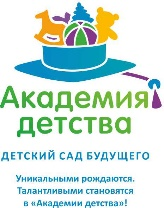 Академия
детства
ДЕТСКИЙ САД БУДУЩЕГО
Уникальными рождаются.
Талантливыми становятся
в «Академии детства»!